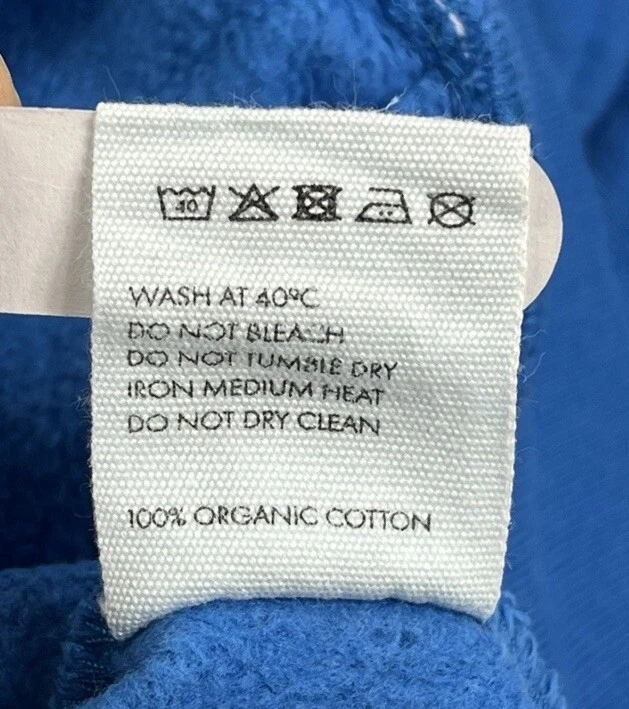 40
WASH AT 40ºC
DO NOT BLEACH
DO NOT TUMBLE DRY
IRON MEDIUM HEAT
DO NOT DRY CLEAN
100% ORGANIC COTTON